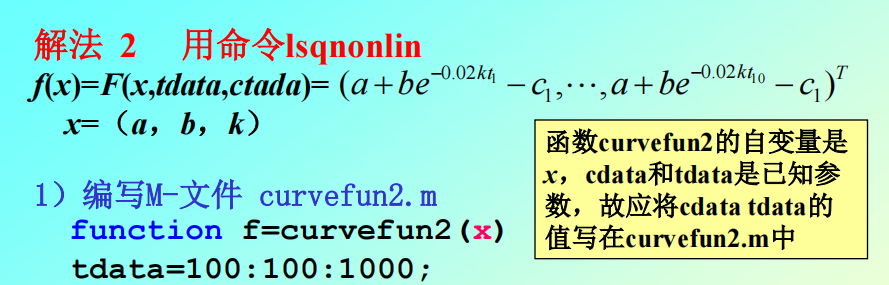 解法 2 用命令lsqnonlin
f(x)=F(x,tdata,ctada)= (a+be^{-0.02kt_1} - c_1,⋯,a+be^{-0.02kt_{10}} - c_1)^T
x=（a，b，k）
函数curvefun2的自变量是
x，cdata和tdata是已知参
数，故应将cdata tdata的
值写在curvefun2.m中
1）编写M-文件 curvefun2.m
function f=curvefun2(x)
tdata=100:100:1000;